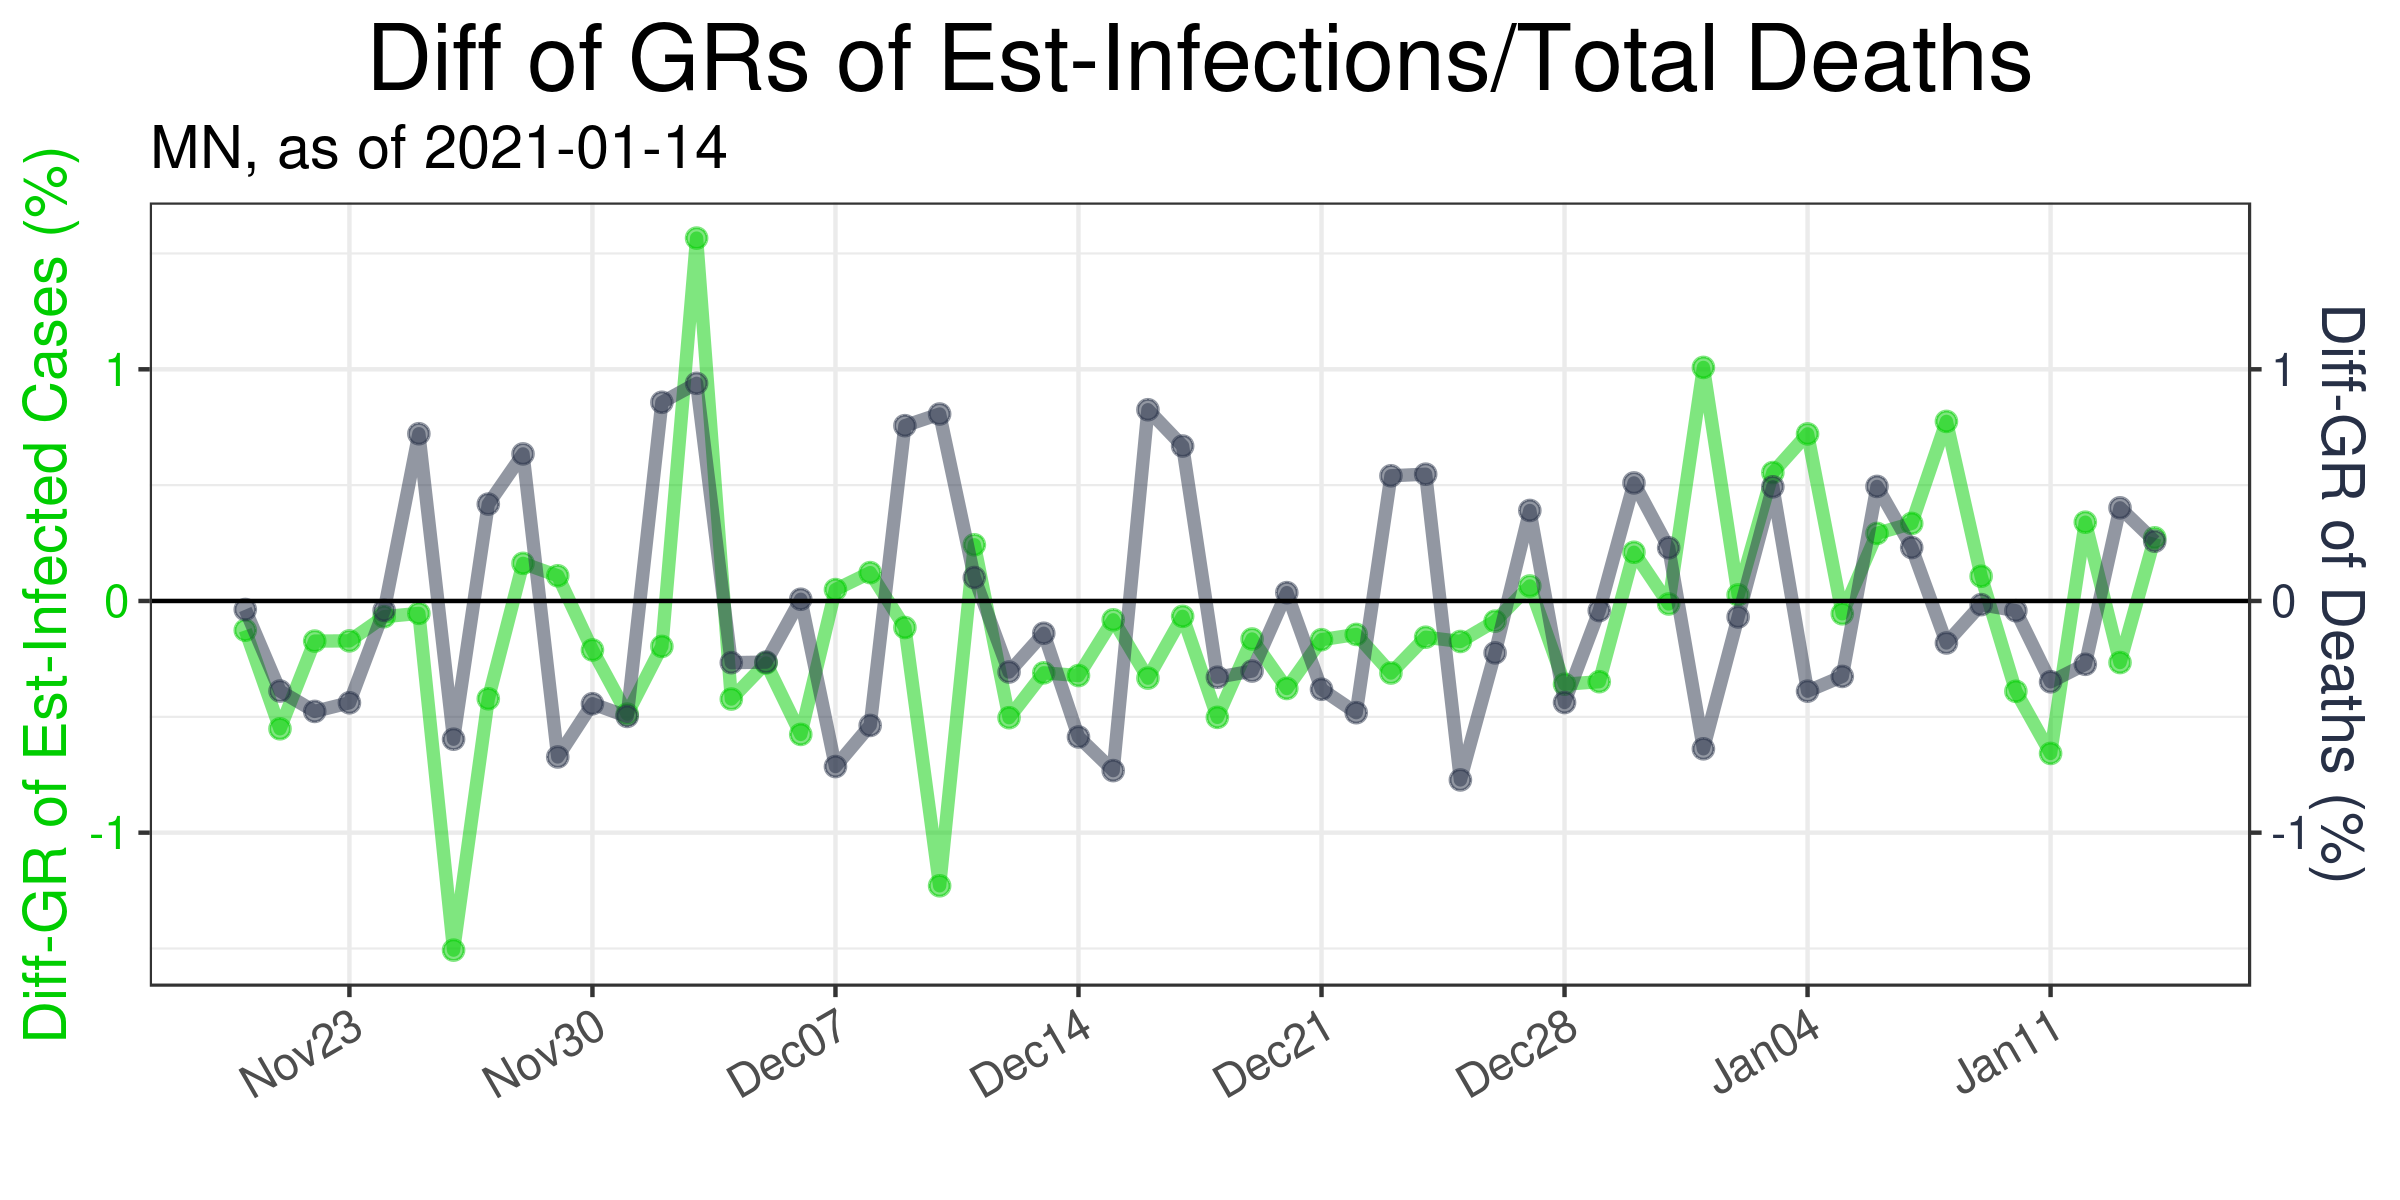 Diff of GRs of Est-Infections/Total Deaths
MN, as of 2021-01-14
Diff-GR of Est-Infected Cases (%)
1
0
-1
1
0
-1
Diff-GR of Deaths (%)
Nov23
Nov30
Dec07
Dec14
Dec21
Dec28
Jan04
Jan11